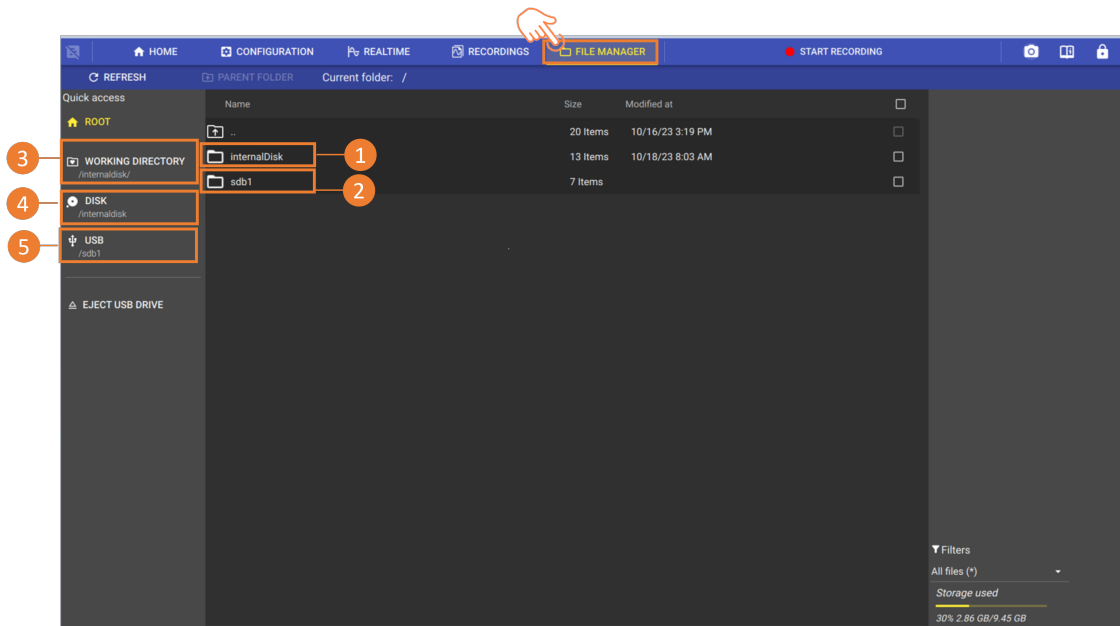 HOME CONFIGURATION REALTIME RECORDINGS FILE MANAGER START RECORDING
REFRESH PARENT FOLDER Current folder: /
Quick access
ROOT
3 WORKING DIRECTORY
/internaldisk/
4 DISK
/internaldisk
5 USB
/sdb1
EJECT USB DRIVE
Name Size Modified at
.. 20 Items 10/16/23 3:19 PM
internalDisk 1 13 Items 10/18/23 8:03 AM
sdb1 2 7 Items
Filters
All files (*)
Storage used
30% 2.86 GB/9.45 GB